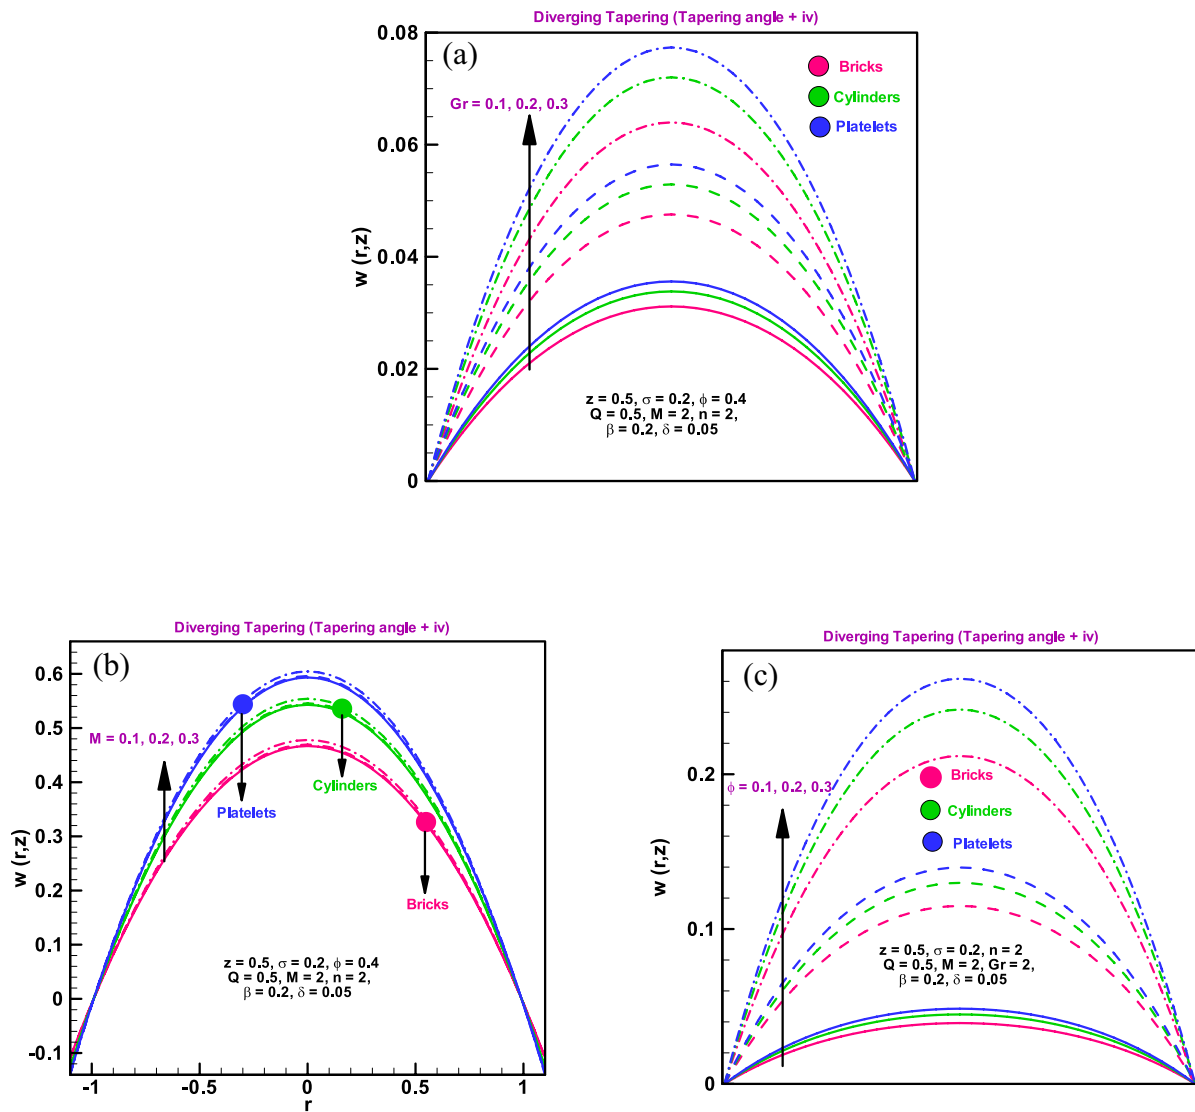 Diverging Tapering (Tapering angle + iv)
(a)
0.08
0.06
0.04
0.02
0
w (r,z)
Gr = 0.1, 0.2, 0.3
Bricks
Cylinders
Platelets
z = 0.5, σ = 0.2, ϕ = 0.4
Q = 0.5, M = 2, n = 2,
β = 0.2, δ = 0.05
Diverging Tapering (Tapering angle + iv)
(b)
0.6
0.5
0.4
0.3
0.2
0.1
0
-0.1
w (r,z)
M = 0.1, 0.2, 0.3
Platelets
Cylinders
Bricks
z = 0.5, σ = 0.2, ϕ = 0.4
Q = 0.5, M = 2, n = 2,
β = 0.2, δ = 0.05
-1 -0.5 0 0.5 1
r
Diverging Tapering (Tapering angle + iv)
(c)
0.2
0.1
0
w (r,z)
ϕ = 0.1, 0.2, 0.3
Bricks
Cylinders
Platelets
z = 0.5, σ = 0.2, n = 2
Q = 0.5, M = 2, Gr = 2,
β = 0.2, δ = 0.05